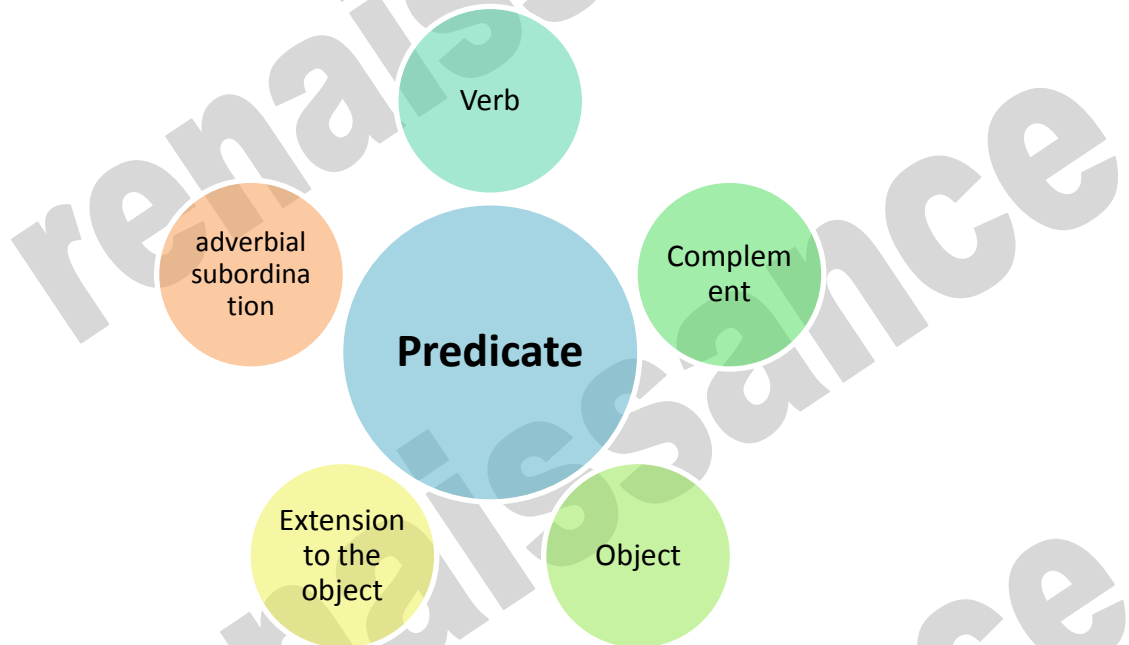 renaissance
Verb
adverbial
subordina
tion
Complem
ent
Predicate
Extension
to the
object
Object